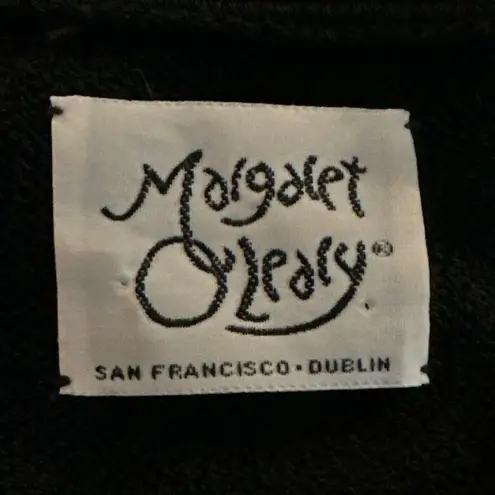 Margaret
O'Leary®
SAN FRANCISCO • DUBLIN